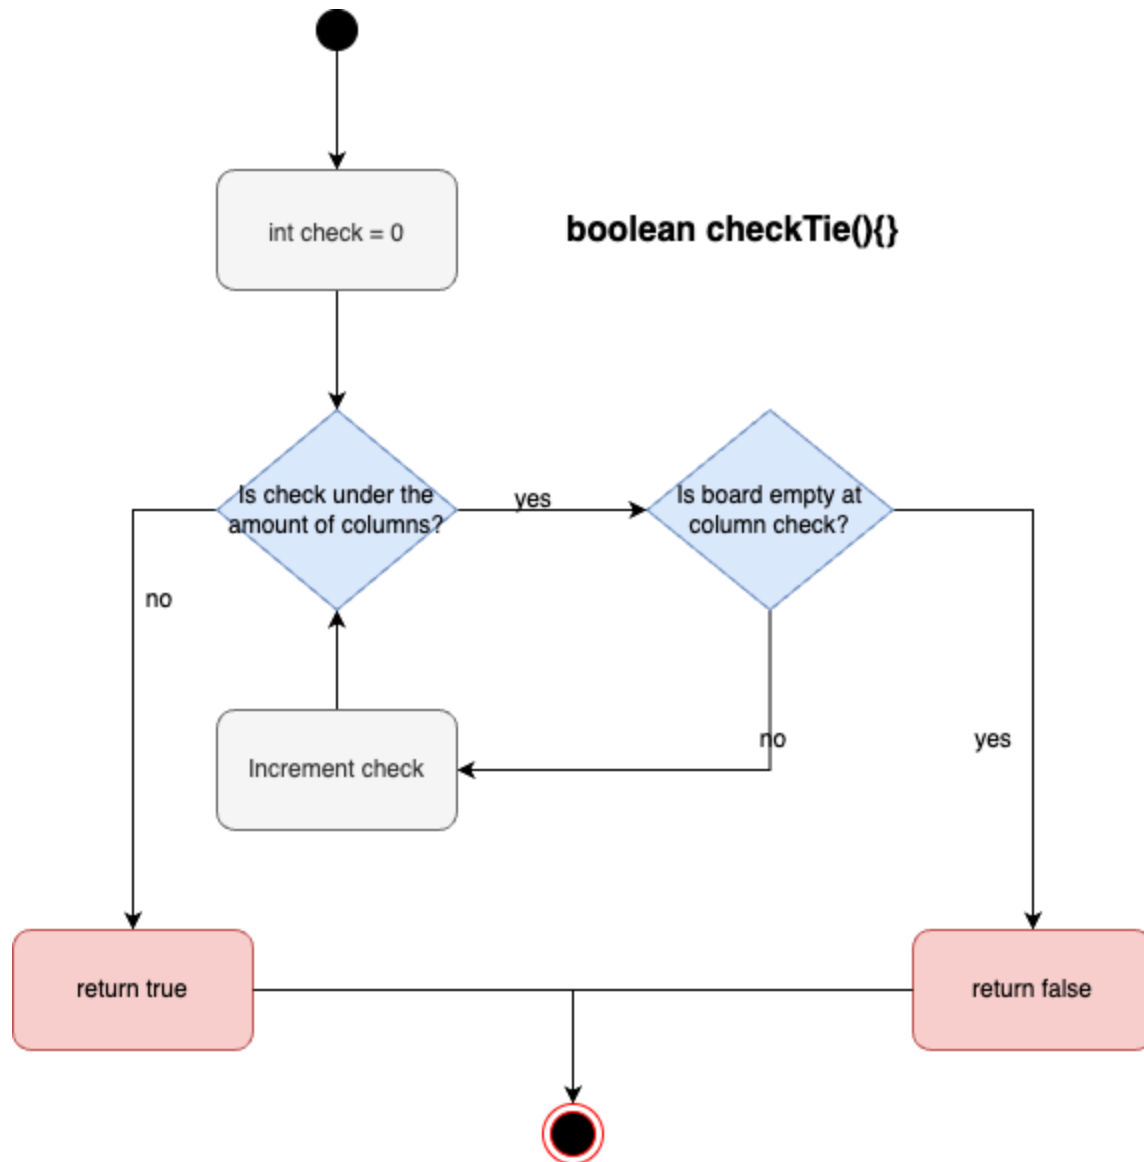 int check = 0
boolean checkTie(){}
Is check under the
amount of columns?
yes
Is board empty at
column check?
no
Increment check
no
yes
return true
return false